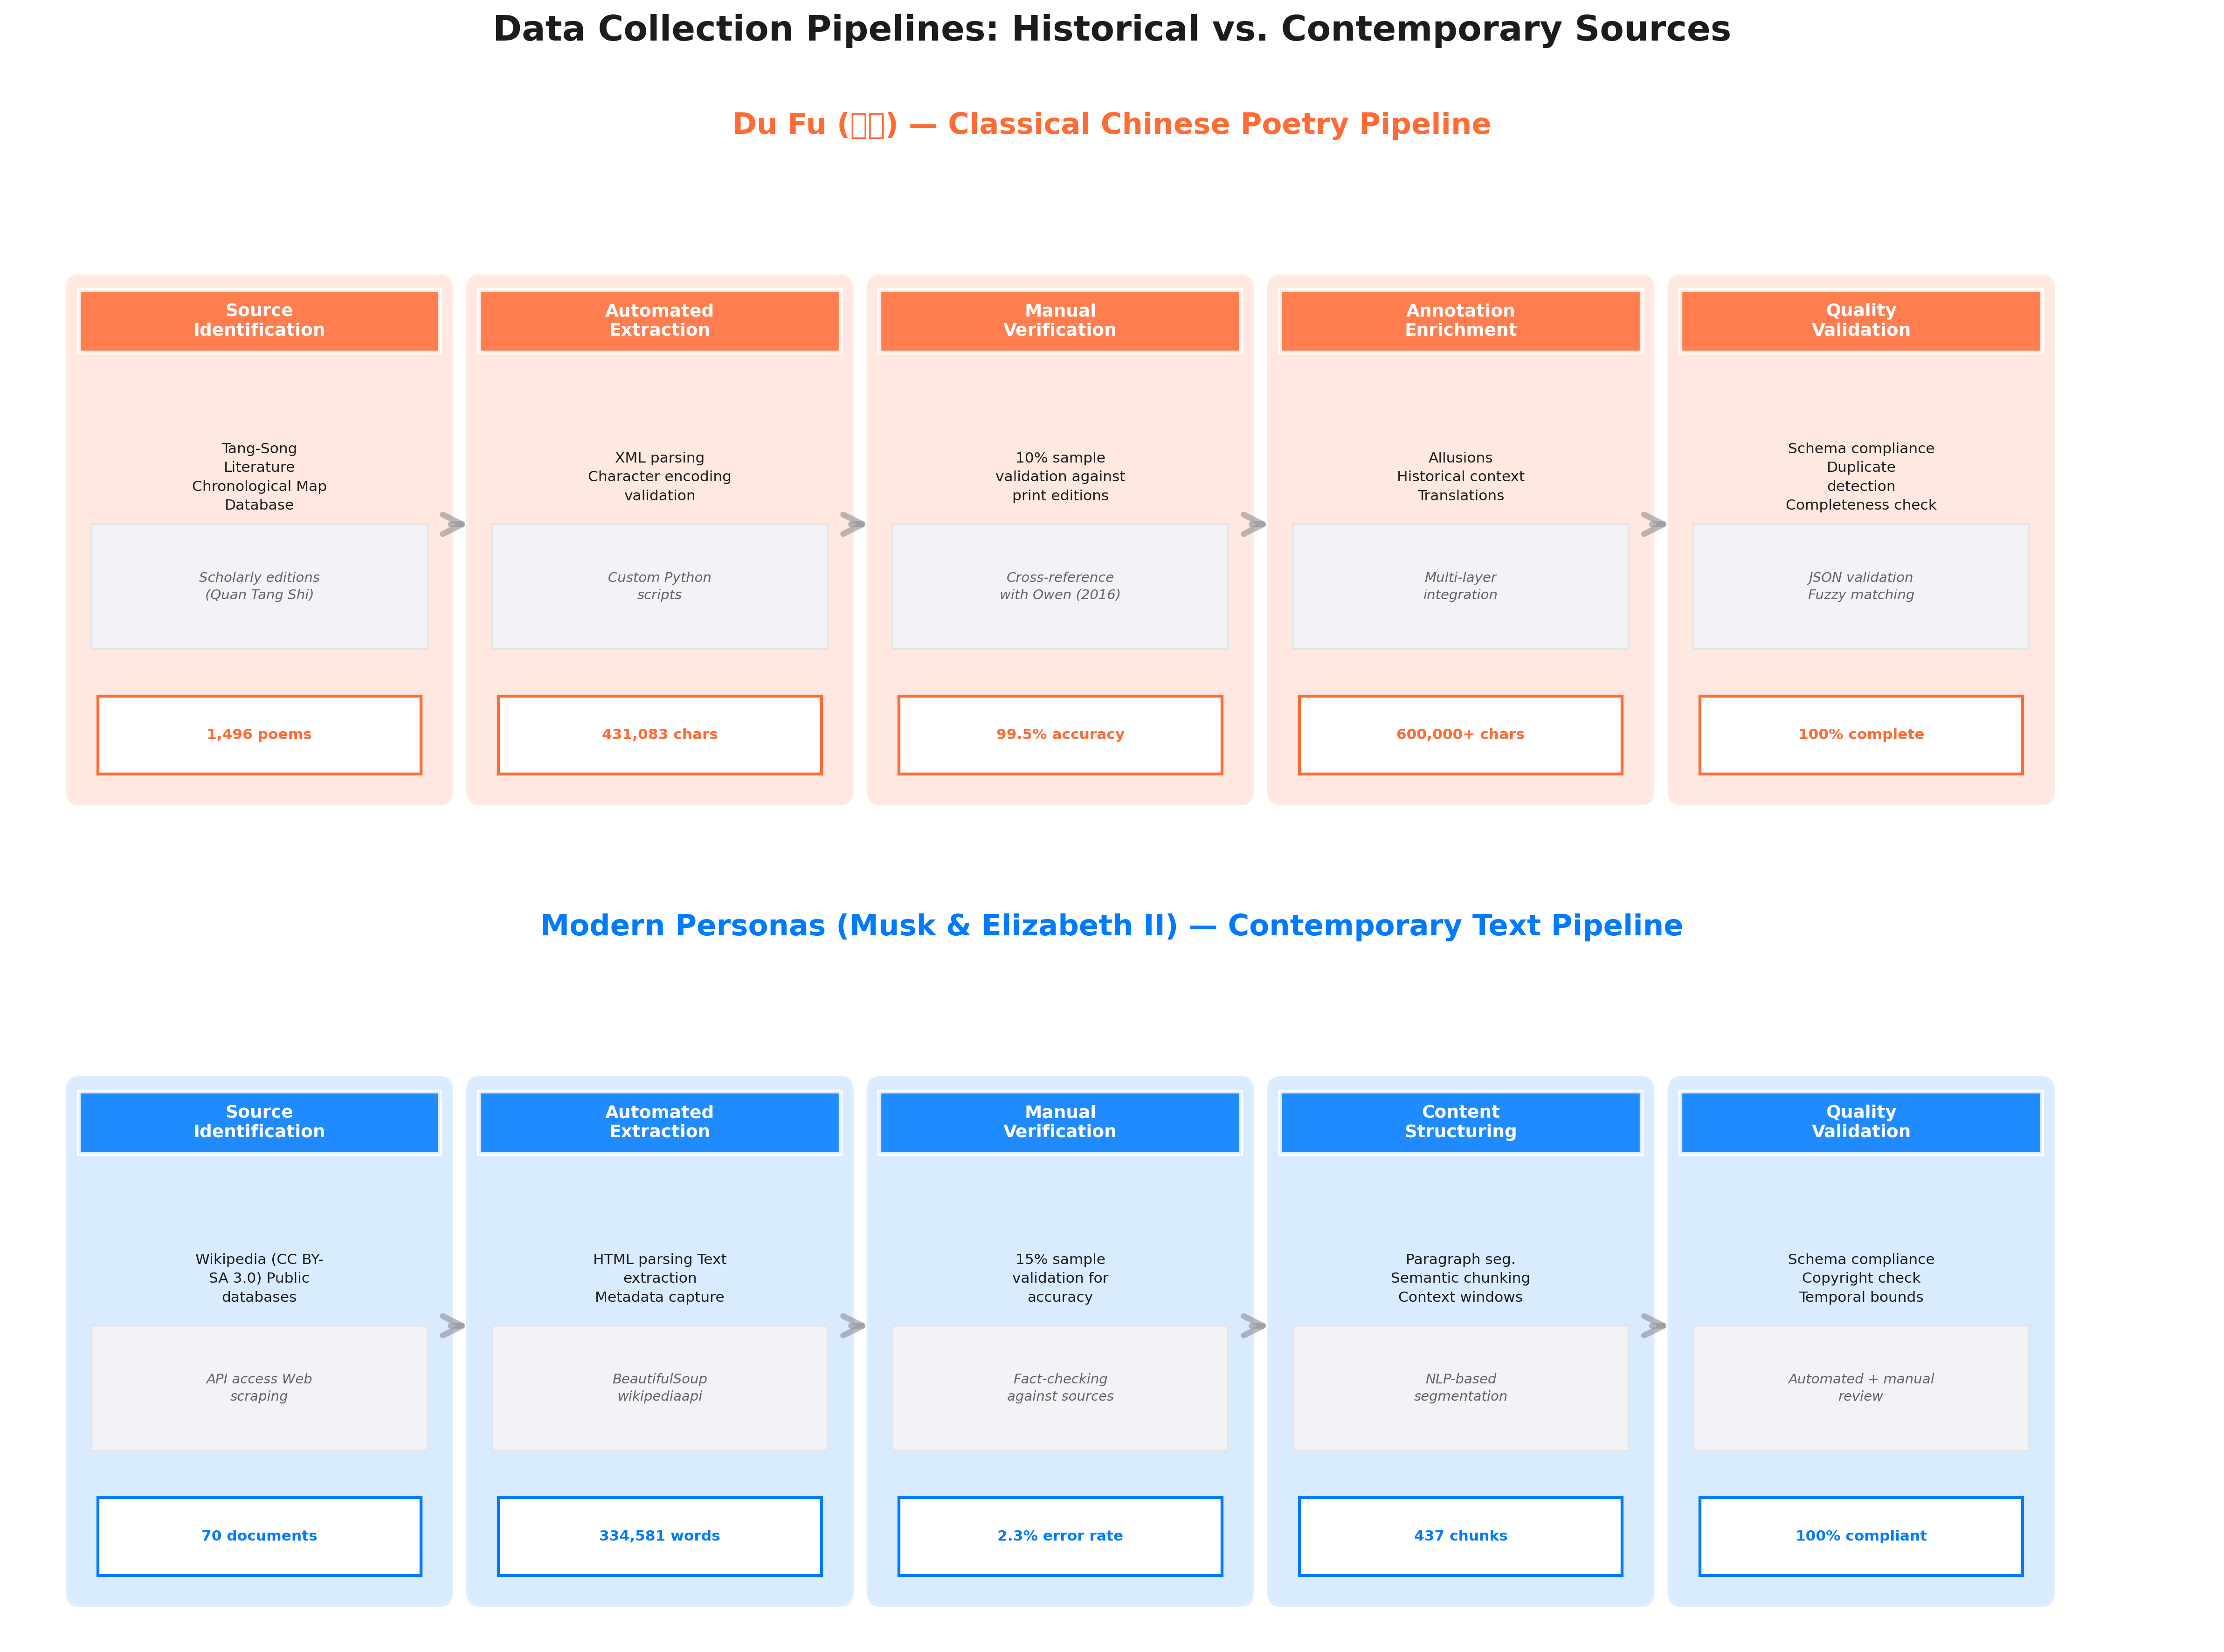 Data Collection Pipelines: Historical vs. Contemporary Sources
Du Fu (□□) — Classical Chinese Poetry Pipeline
Source
Identification
Automated
Extraction
Manual
Verification
Annotation
Enrichment
Quality
Validation
Tang-Song
Literature
Chronological Map
Database
XML parsing
Character encoding
validation
10% sample
validation against
print editions
Allusions
Historical context
Translations
Schema compliance
Duplicate
detection
Completeness check
Scholarly editions
(Quan Tang Shi)
Custom Python
scripts
Cross-reference
with Owen (2016)
Multi-layer
integration
JSON validation
Fuzzy matching
1,496 poems
431,083 chars
99.5% accuracy
600,000+ chars
100% complete
Modern Personas (Musk & Elizabeth II) — Contemporary Text Pipeline
Source
Identification
Automated
Extraction
Manual
Verification
Content
Structuring
Quality
Validation
Wikipedia (CC BY-
SA 3.0) Public
databases
HTML parsing Text
extraction
Metadata capture
15% sample
validation for
accuracy
Paragraph seg.
Semantic chunking
Context windows
Schema compliance
Copyright check
Temporal bounds
API access Web
scraping
BeautifulSoup
wikipediaapi
Fact-checking
against sources
NLP-based
segmentation
Automated + manual
review
70 documents
334,581 words
2.3% error rate
437 chunks
100% compliant